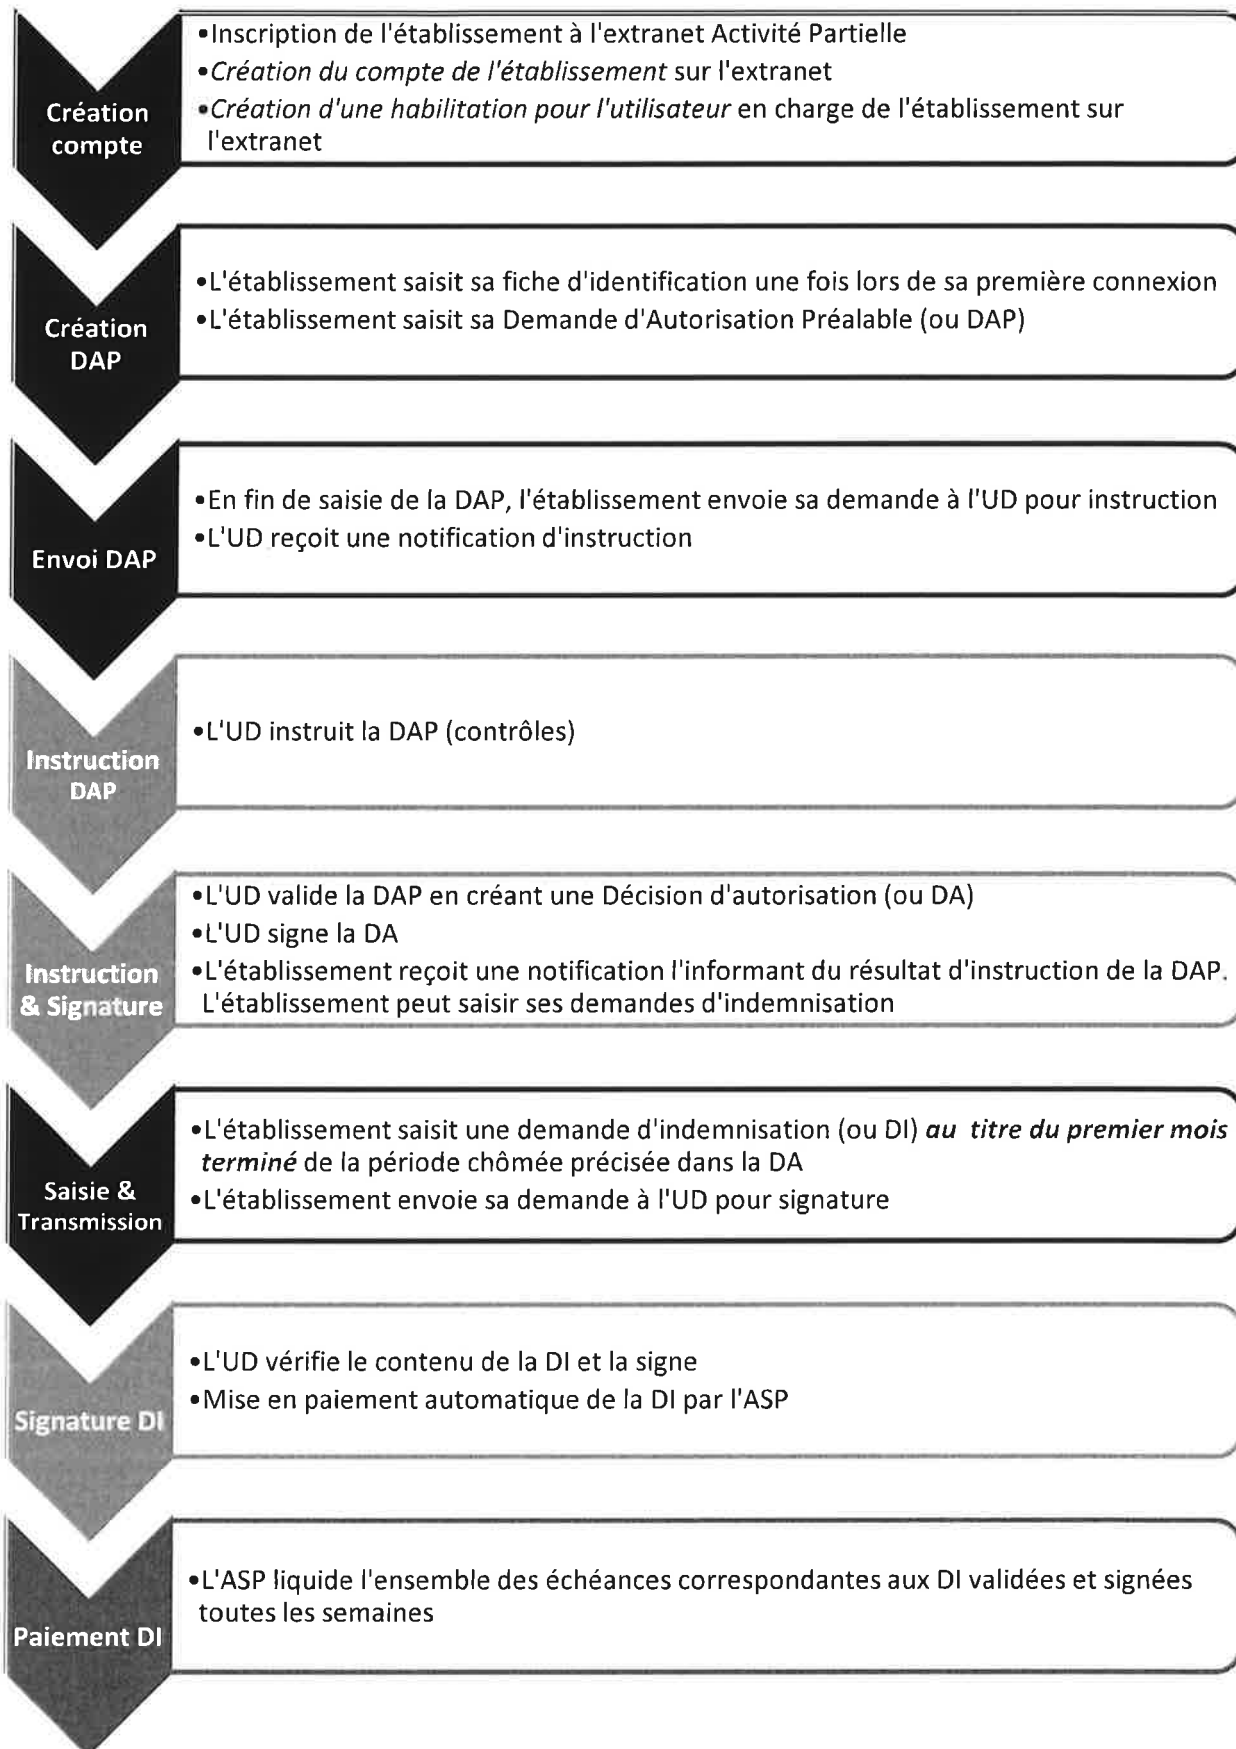 Création
compte
•Inscription de l'établissement à l'extranet Activité Partielle
•Création du compte de l'établissement sur l'extranet
•Création d'une habilitation pour l'utilisateur en charge de l'établissement sur
l'extranet
Création
DAP
•L'établissement saisit sa fiche d'identification une fois lors de sa première connexion
•L'établissement saisit sa Demande d'Autorisation Préalable (ou DAP)
Envoi DAP
•En fin de saisie de la DAP, l'établissement envoie sa demande à l'UD pour instruction
•L'UD reçoit une notification d'instruction
Instruction
DAP
•L'UD instruit la DAP (contrôles)
Instruction
& Signature
•L'UD valide la DAP en créant une Décision d'autorisation (ou DA)
•L'UD signe la DA
•L'établissement reçoit une notification l'informant du résultat d'instruction de la DAP.
L'établissement peut saisir ses demandes d'indemnisation
Saisie &
Transmission
•L'établissement saisit une demande d'indemnisation (ou DI) au titre du premier mois
terminé de la période chômée précisée dans la DA
•L'établissement envoie sa demande à l'UD pour signature
Signature DI
•L'UD vérifie le contenu de la DI et la signe
•Mise en paiement automatique de la DI par l'ASP
Paiement DI
•L'ASP liquide l'ensemble des échéances correspondantes aux DI validées et signées
toutes les semaines